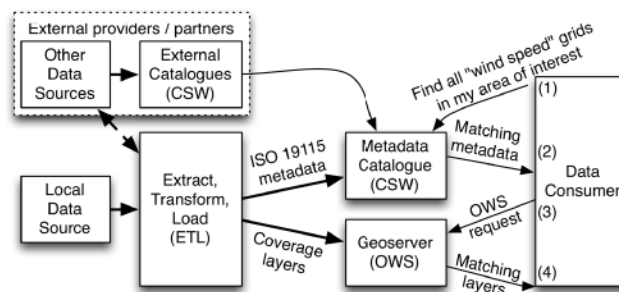 External providers / partners
Other
Data
Sources
External
Catalogues
(CSW)
Find all "wind speed" grids
in my area of interest
Local
Data
Source
Extract,
Transform,
Load
(ETL)
ISO 19115
metadata
Coverage
layers
Metadata
Catalogue
(CSW)
Geoserver
(OWS)
Matching
metadata
OWS
request
Matching
layers
(1)
(2)
Data
Consumer
(3)
(4)